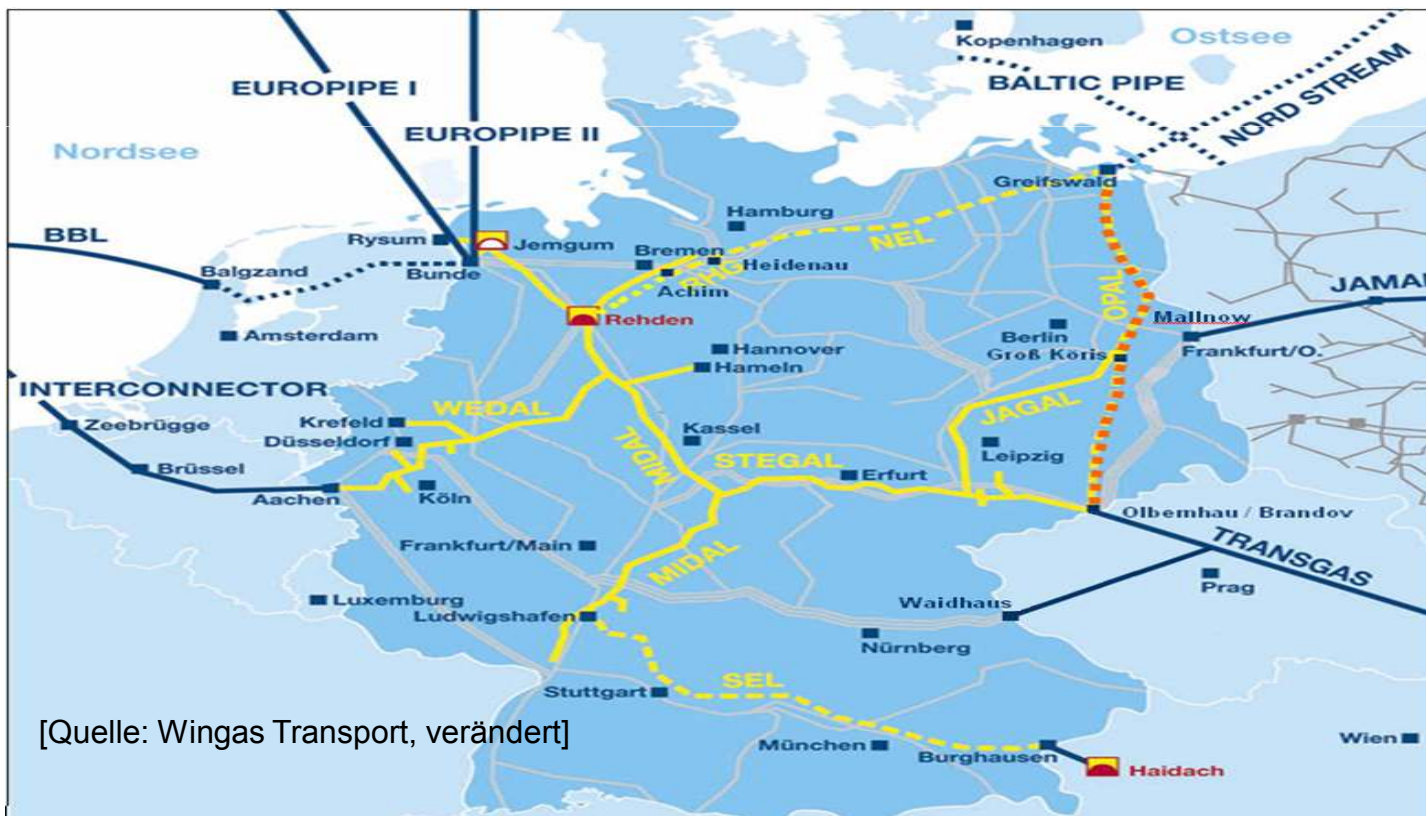 Kopenhagen
Ostsee
EUROPIPE I
BALTIC PIPE
NORD STREAM
EUROPIPE II
Nordsee
Greifswald
Hamburg
NEL
BBL
Rysum
Jemgum
Bremen
Heidenau
Balgzand
Bunde
RHG
Achim
OPAL
JAMAL
Rehden
Mallnow
Amsterdam
Berlin
Hannover
Groß Köris
Frankfurt/O.
Hameln
INTERCONNECTOR
WEDAL
JAGAL
Krefeld
Zeebrügge
Düsseldorf
Kassel
MIDAL
STEGAL
Leipzig
Brüssel
Erfurt
Aachen
Köln
Olbernhau / Brandov
Frankfurt/Main
MIDAL
TRANSGAS
Prag
Luxemburg
Waidhaus
Ludwigshafen
Nürnberg
SEL
Stuttgart
[Quelle: Wingas Transport, verändert]
München
Burghausen
Wien
Haidach